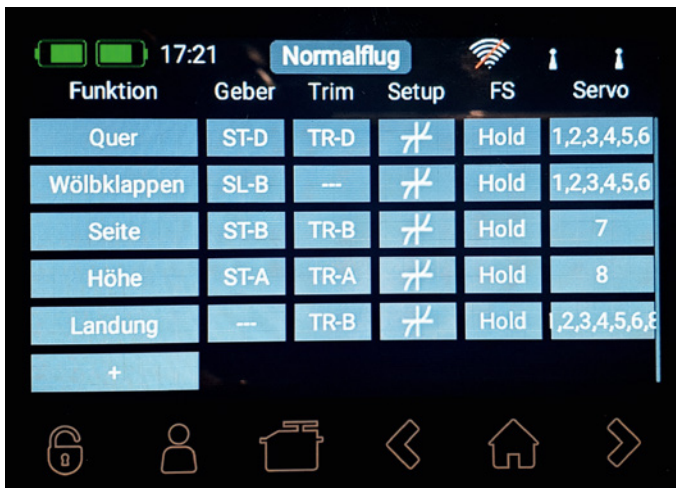 17:21 Normalflug
Funktion Geber Trim Setup FS Servo
Quer ST-D TR-D Hold 1,2,3,4,5,6
Wölbklappen SL-B --- Hold 1,2,3,4,5,6
Seite ST-B TR-B Hold 7
Höhe ST-A TR-A Hold 8
Landung --- TR-B Hold ,2,3,4,5,6,
+